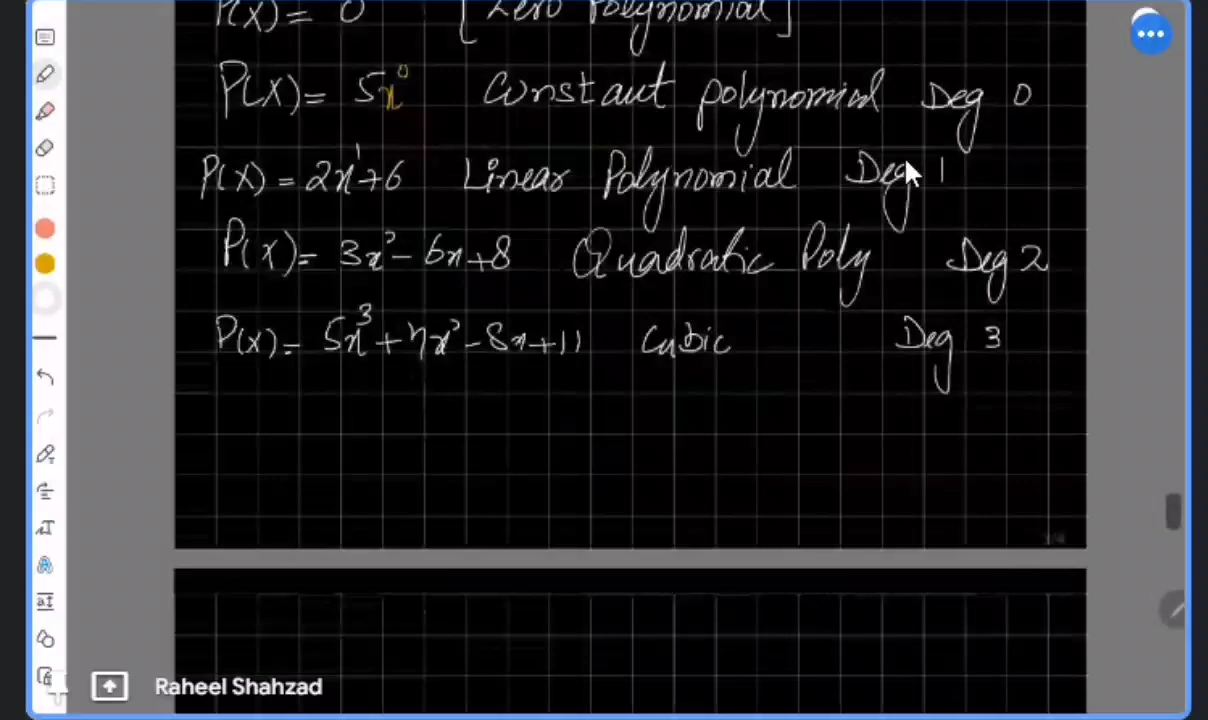 P(x) = 0 [Zero Polynomial]
P(x) = 5x⁰ Constant polynomial Deg 0
P(x) = 2x¹+6 Linear Polynomial Deg 1
P(x) = 3x²-6x+8 Quadratic Poly Deg 2
P(x) = 5x³+7x²-8x+11 Cubic Deg 3
Raheel Shahzad